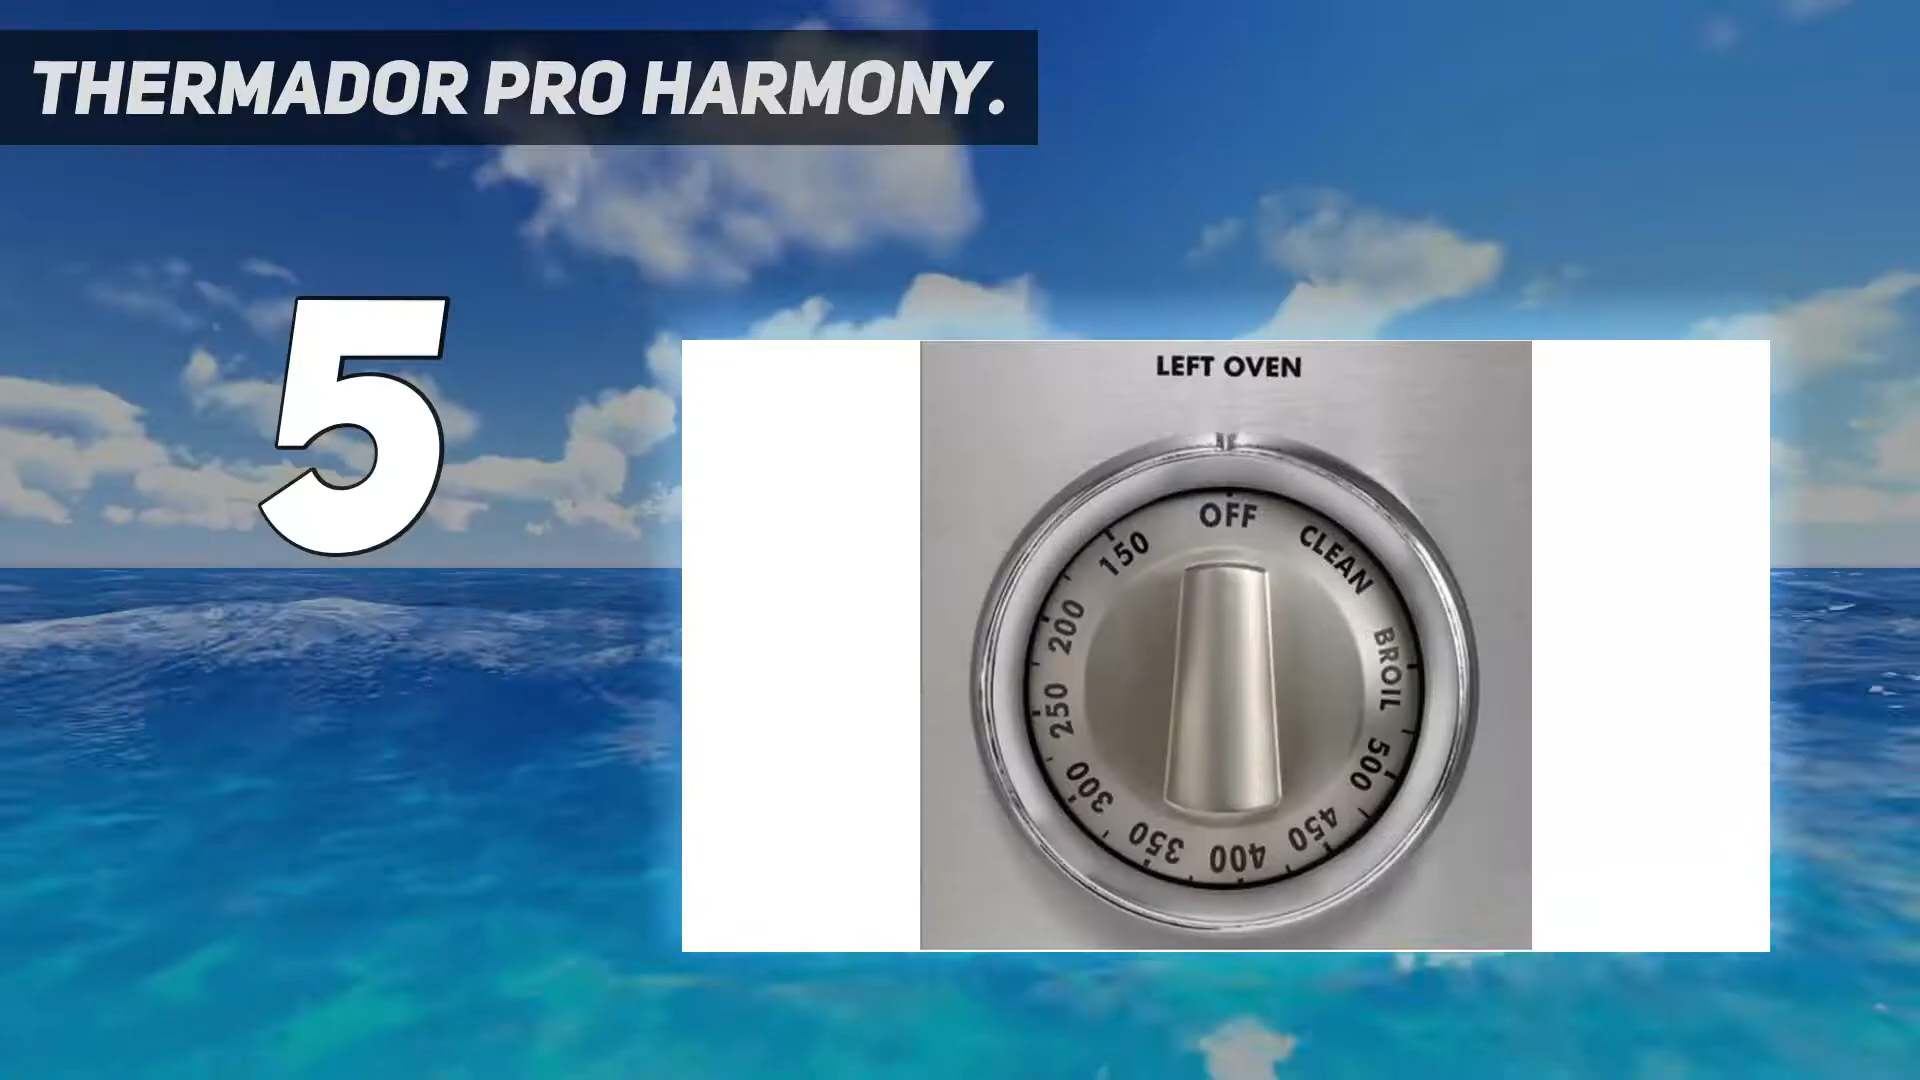 THERMADOR PRO HARMONY.
5
LEFT OVEN
OFF
CLEAN
BROIL
500
450
400
350
300
250
200
150